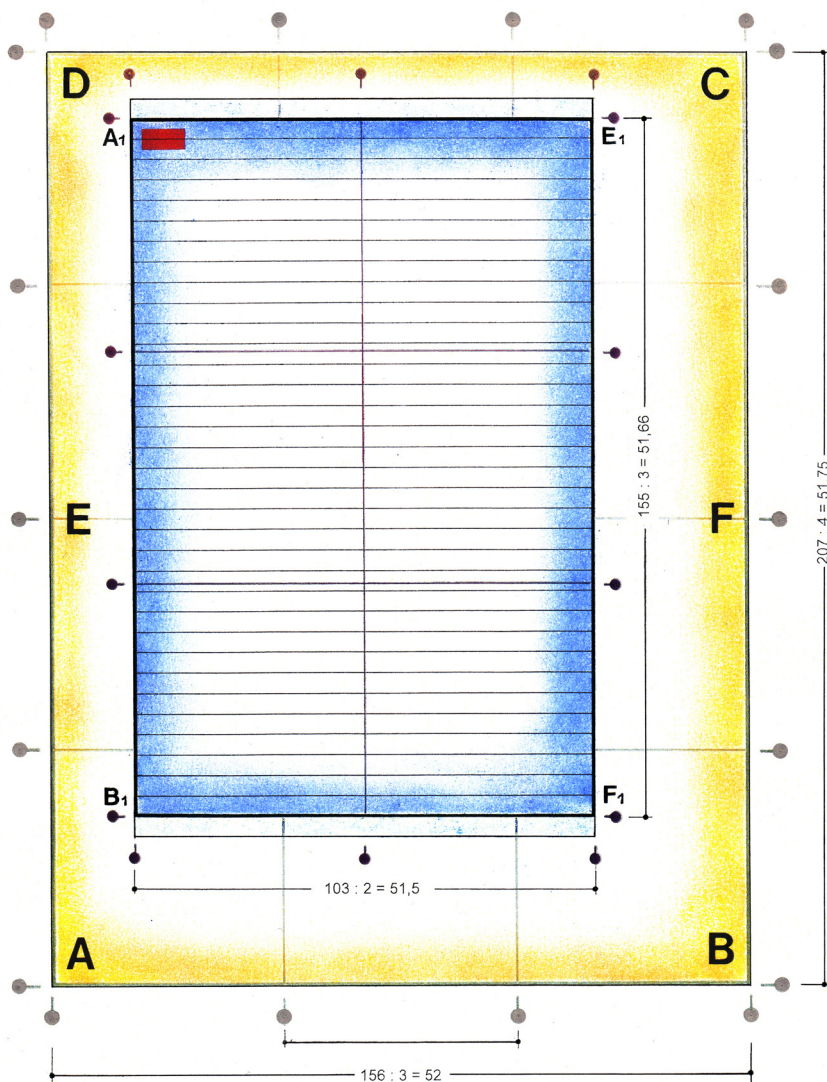 D
C
A1
E1
155 : 3 = 51,66
207 : 4 = 51,75
E
F
B1
F1
103 : 2 = 51,5
A
B
156 : 3 = 52